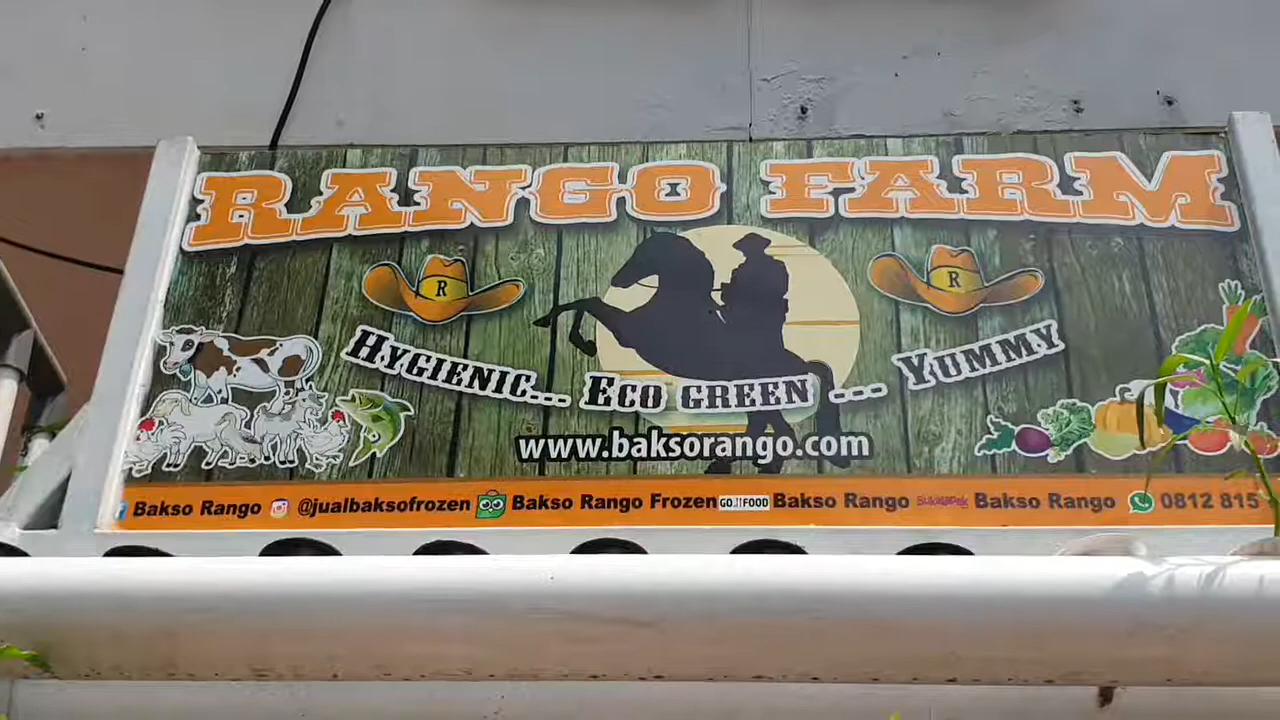 RANGO FARM
R R
HYGIENIC... ECO GREEN .... YUMMY
www.baksorango.com
Bakso Rango @jualbaksofrozen Bakso Rango Frozen GO FOOD Bakso Rango Bukalapak Bakso Rango 0812 815